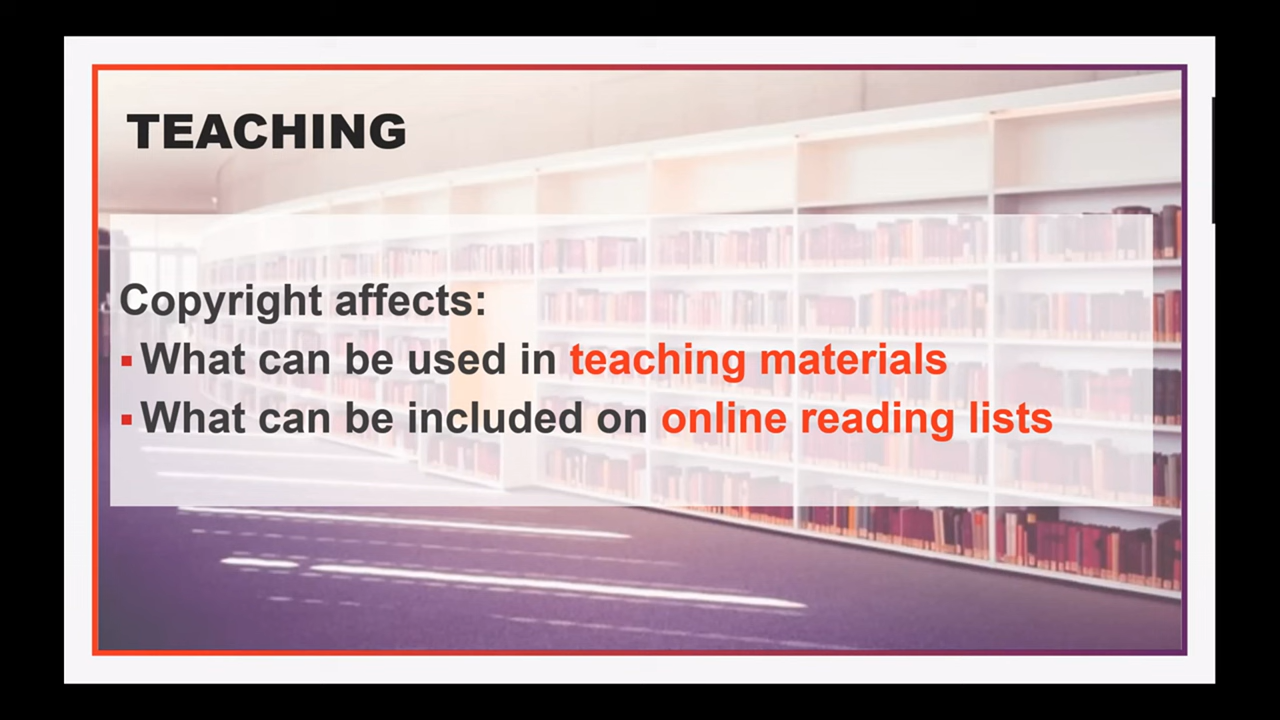 TEACHING
Copyright affects:
▪ What can be used in teaching materials
▪ What can be included on online reading lists